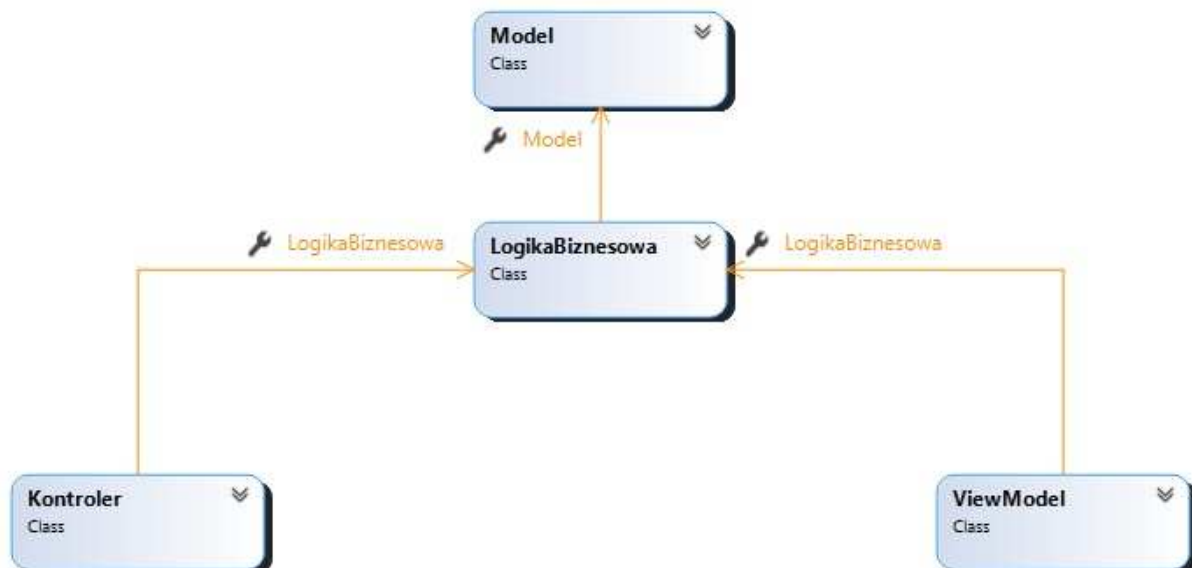 Model
Class
Model
LogikaBiznesowa
LogikaBiznesowa
Class
LogikaBiznesowa
Kontroler
Class
ViewModel
Class